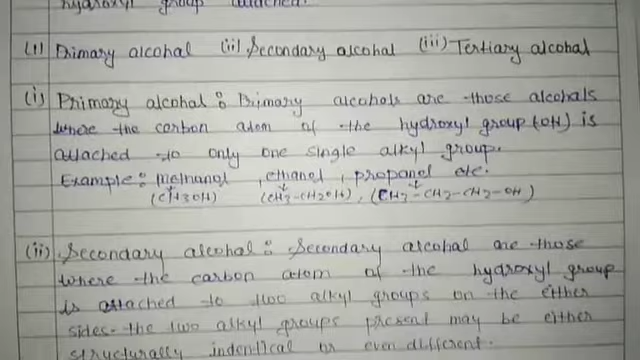 hydroxyl group attached.
(i) Primary alcohol (ii) Secondary alcohol (iii) Tertiary alcohol
(i) Primary alcohol : Primary alcohols are those alcohals
where the carbon atom of the hydroxyl group (OH) is
attached to only one single alkyl group.
Example : methanol , ethanol , propanol etc.
(CH3OH) (CH3-CH2OH), (CH3-CH2-CH2-OH)
(ii) Secondary alcohol : Secondary alcohol are those
where the carbon atom of the hydroxyl group
is attached to two alkyl groups on the either
sides. the two alkyl groups present may be either
structurally indentical or even different.